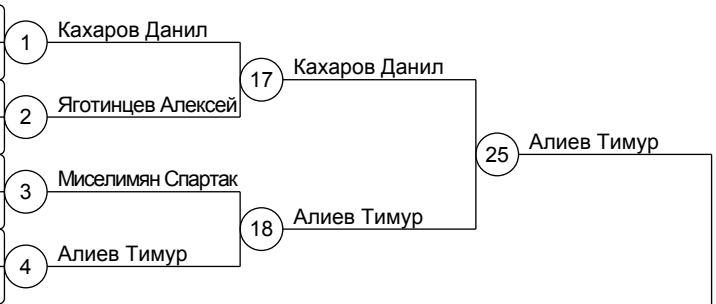 1 Кахаров Данил
17 Кахаров Данил
2 Яготинцев Алексей
25 Алиев Тимур
3 Миселимян Спартак
18 Алиев Тимур
4 Алиев Тимур